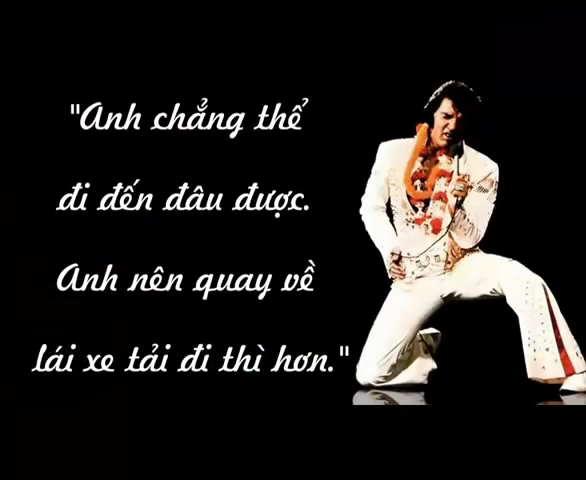 "Anh chẳng thể
đi đến đâu được.
Anh nên quay về
lái xe tải đi thì hơn."